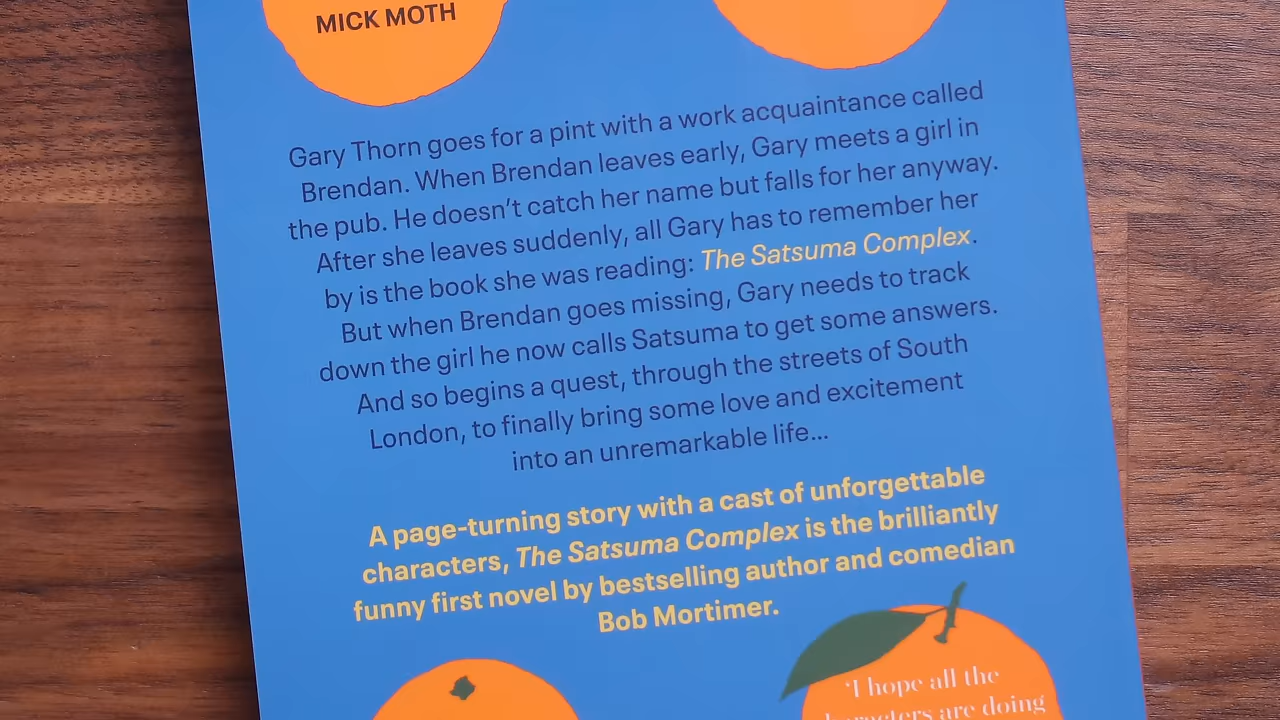 MICK MOTH
Gary Thorn goes for a pint with a work acquaintance called
Brendan. When Brendan leaves early, Gary meets a girl in
the pub. He doesn’t catch her name but falls for her anyway.
After she leaves suddenly, all Gary has to remember her
by is the book she was reading: The Satsuma Complex.
But when Brendan goes missing, Gary needs to track
down the girl he now calls Satsuma to get some answers.
And so begins a quest, through the streets of South
London, to finally bring some love and excitement
into an unremarkable life...
A page-turning story with a cast of unforgettable
characters, The Satsuma Complex is the brilliantly
funny first novel by bestselling author and comedian
Bob Mortimer.
‘I hope all the
are doing